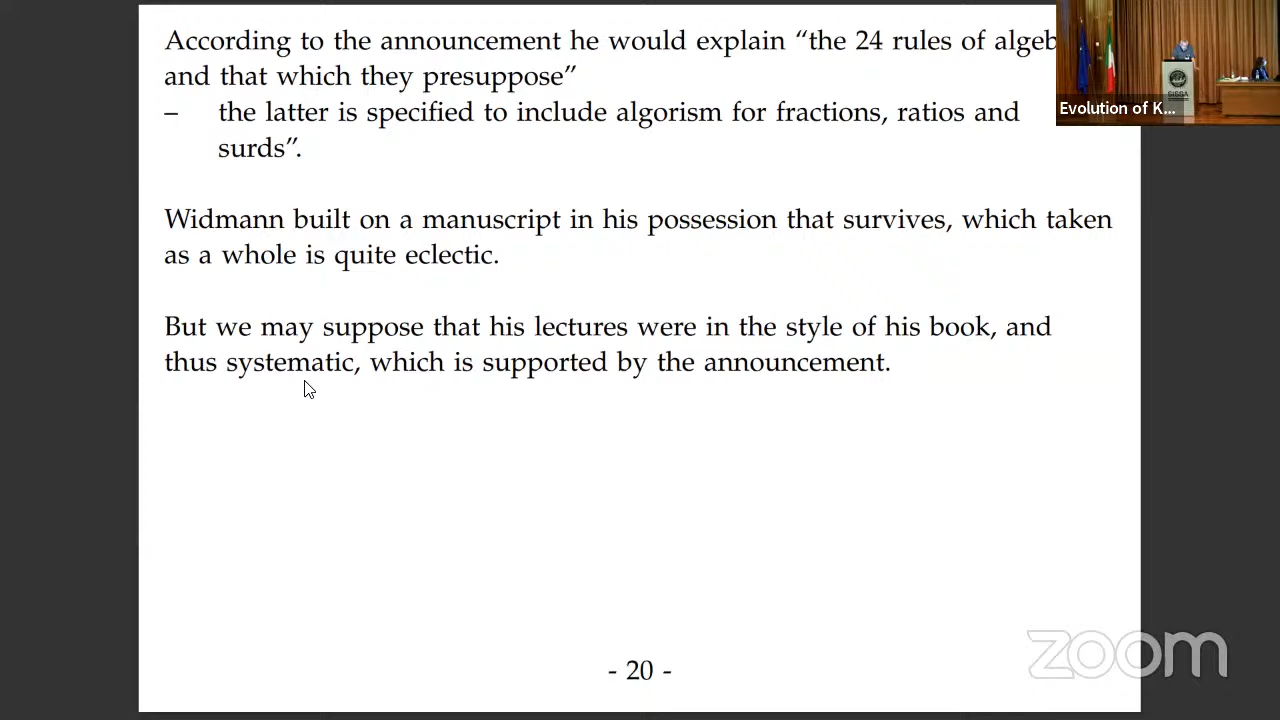 According to the announcement he would explain “the 24 rules of algeb
and that which they presuppose”
– the latter is specified to include algorism for fractions, ratios and
surds”.
Widmann built on a manuscript in his possession that survives, which taken
as a whole is quite eclectic.
But we may suppose that his lectures were in the style of his book, and
thus systematic, which is supported by the announcement.
- 20 -
SISSA
Evolution of K...
zoom